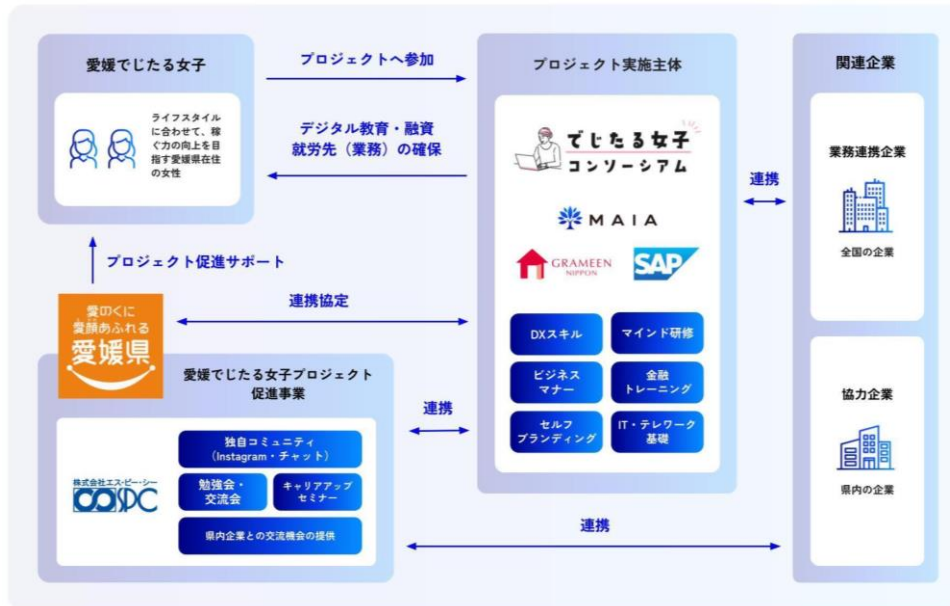 愛媛でじたる女子
ライフスタイル
に合わせて、稼
ぐ力の向上を目
指す愛媛県在住
の女性
プロジェクトへ参加
デジタル教育・融資
就労先（業務）の確保
プロジェクト促進サポート
連携協定
愛のくに
愛顔あふれる
愛媛県
愛媛でじたる女子プロジェクト
促進事業
株式会社エス・ピー・シー
SPC
独自コミュニティ
（Instagram・チャット）
勉強会・
交流会
キャリアアップ
セミナー
県内企業との交流機会の提供
連携
プロジェクト実施主体
でじたる女子
コンソーシアム
MAIA
GRAMEEN
NIPPON
SAP
DXスキル
マインド研修
ビジネス
マナー
金融
トレーニング
セルフ
ブランディング
IT・テレワーク
基礎
連携
連携
関連企業
業務連携企業
全国の企業
協力企業
県内の企業